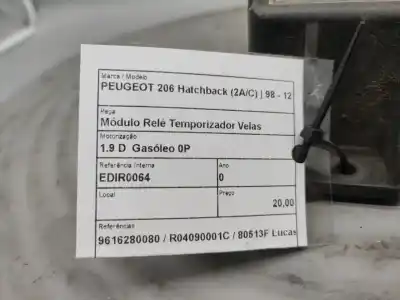 Marca / Modelo
PEUGEOT 206 Hatchback (2A/C) | 98 - 12
Peça
Módulo Relé Temporizador Velas
Motorização
1.9 D Gasóleo 0P
Referência Interna Ano
EDIR0064 0
Local Preço
20,00
Referências
9616280080 / R04090001C / 80513F Lucas